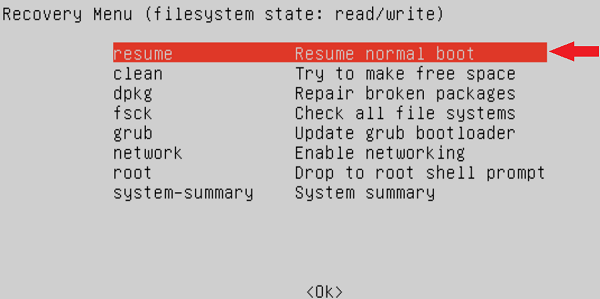 Recovery Menu (filesystem state: read/write)
resume Resume normal boot
clean Try to make free space
dpkg Repair broken packages
fsck Check all file systems
grub Update grub bootloader
network Enable networking
root Drop to root shell prompt
system-summary System summary
<Ok>